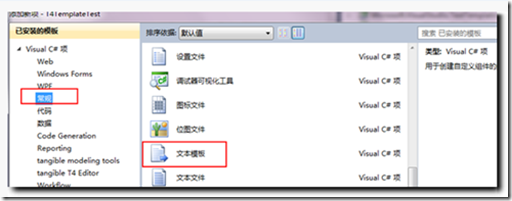 添加新项 - T4TemplateTest
已安装的模板
Visual C# 项
Web
Windows Forms
WPF
常规
代码
数据
Code Generation
Reporting
tangible modeling tools
tangible T4 Editor
Workflow
排序依据: 默认值
设置文件 Visual C# 项
调试器可视化工具 Visual C# 项
图标文件 Visual C# 项
位图文件 Visual C# 项
文本模板 Visual C# 项
文本文件 Visual C# 项
搜索 已安装的模板
类型: Visual C# 项
用于创建自定义组件的